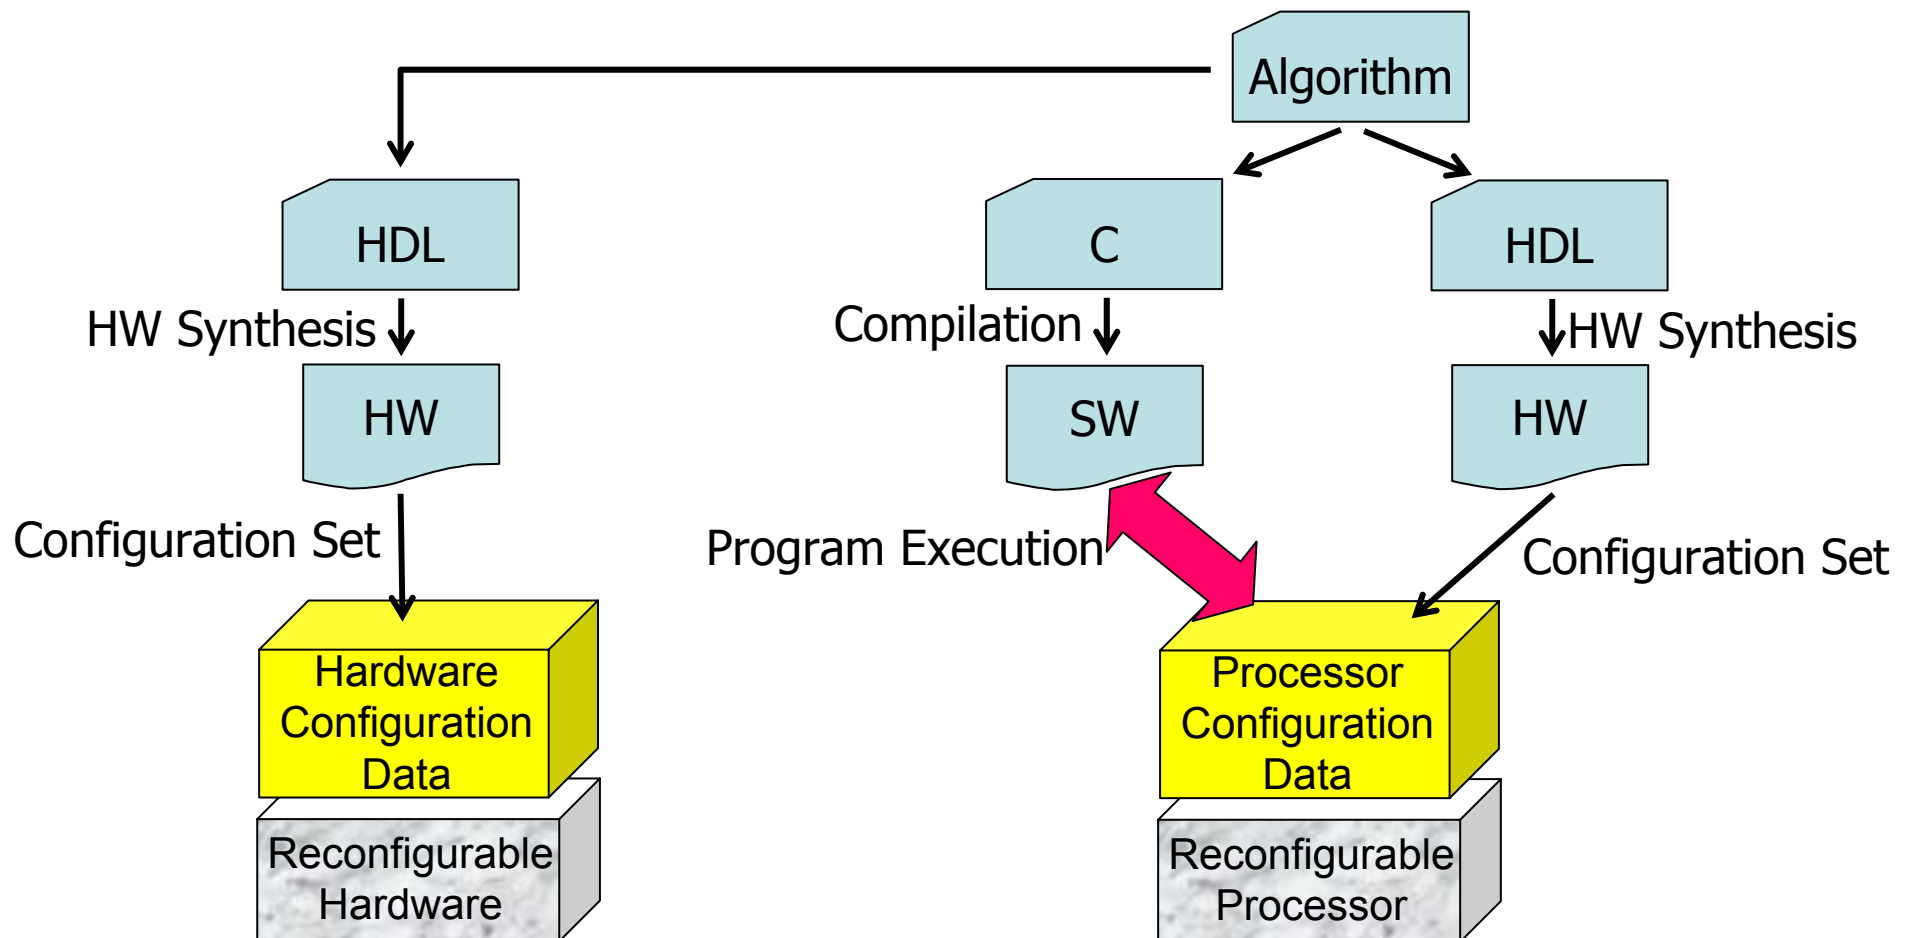 Algorithm
HDL
C
HDL
HW Synthesis
Compilation
HW Synthesis
HW
SW
HW
Configuration Set
Program Execution
Configuration Set
Hardware
Configuration
Data
Processor
Configuration
Data
Reconfigurable
Hardware
Reconfigurable
Processor